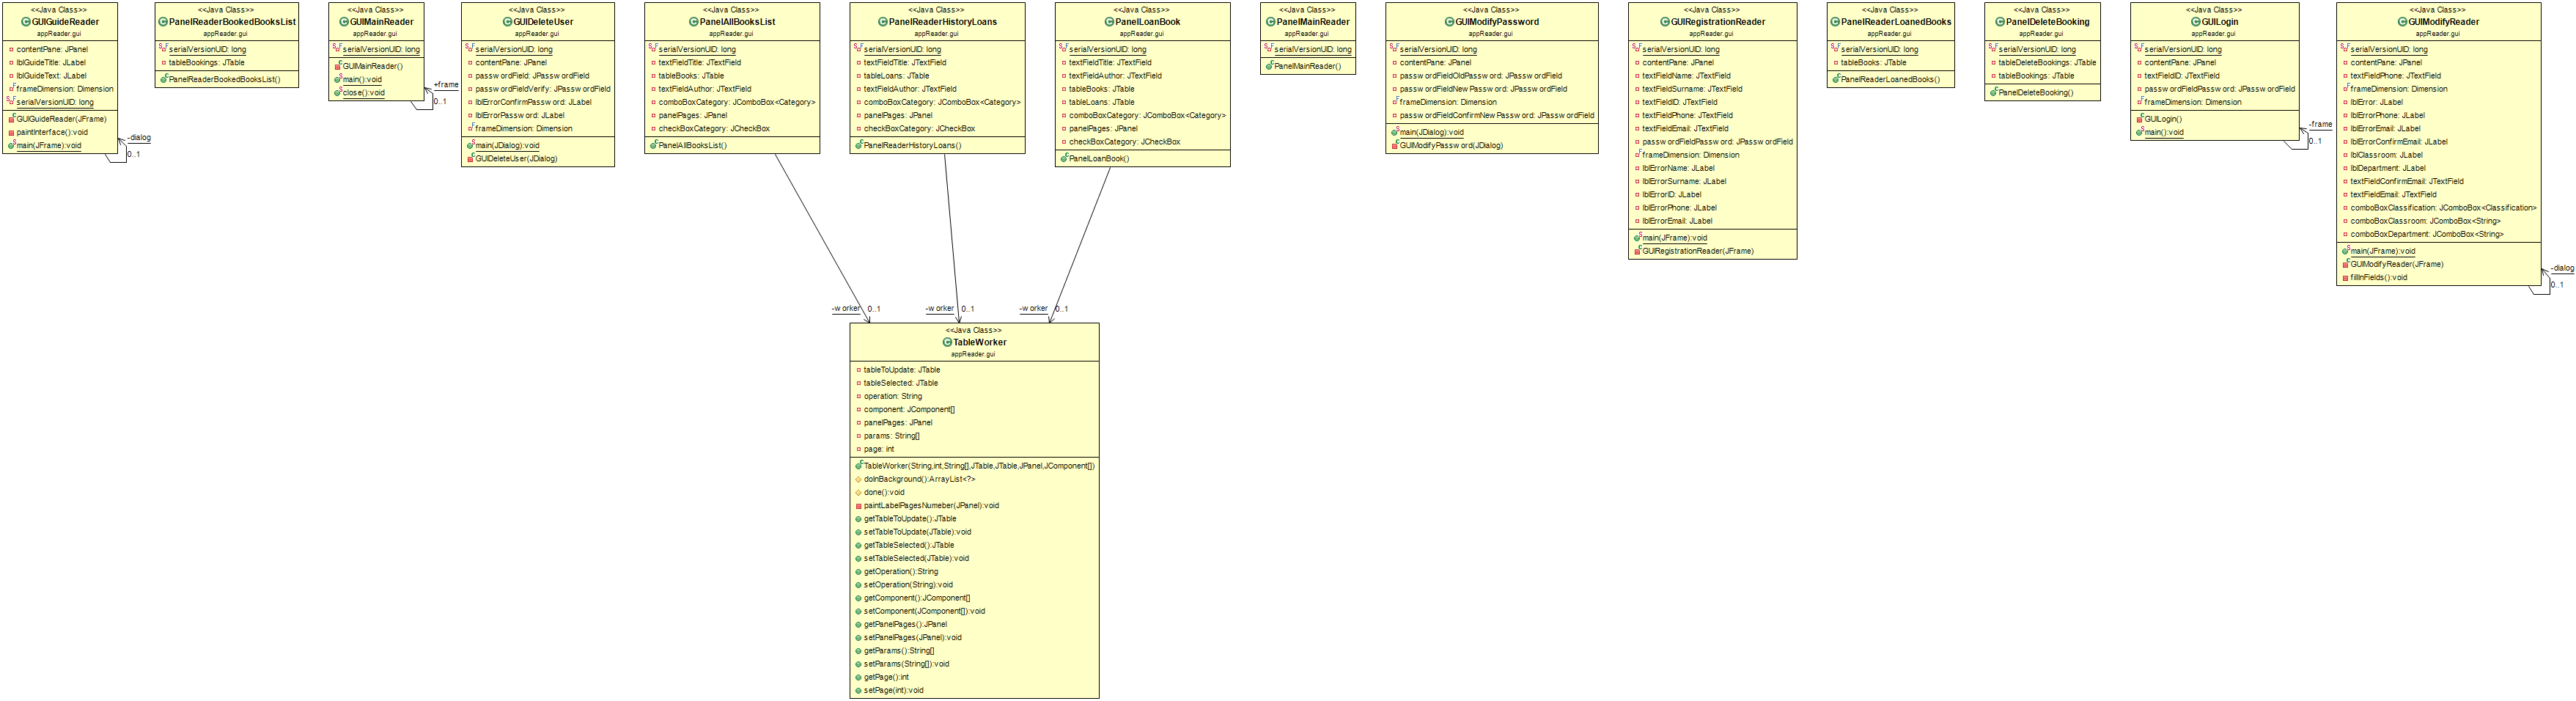 <<Java Class>>
GUIGuideReader
appReader.gui
contentPane: JPanel
lblGuideTitle: JLabel
lblGuideText: JLabel
frameDimension: Dimension
serialVersionUID: long
GUIGuideReader(JFrame)
paintInterface():void
main(JFrame):void
-dialog
0..1
<<Java Class>>
PanelReaderBookedBooksList
appReader.gui
serialVersionUID: long
tableBookings: JTable
PanelReaderBookedBooksList()
<<Java Class>>
GUIMainReader
appReader.gui
serialVersionUID: long
GUIMainReader()
main():void
close():void
+frame
0..1
<<Java Class>>
GUIDeleteUser
appReader.gui
serialVersionUID: long
contentPane: JPanel
passwordField: JPasswordField
passwordFieldVerify: JPasswordField
lblErrorConfirmPassword: JLabel
lblErrorPassword: JLabel
frameDimension: Dimension
main(JDialog):void
GUIDeleteUser(JDialog)
<<Java Class>>
PanelAllBooksList
appReader.gui
serialVersionUID: long
textFieldTitle: JTextField
tableBooks: JTable
textFieldAuthor: JTextField
comboBoxCategory: JComboBox<Category>
panelPages: JPanel
checkBoxCategory: JCheckBox
PanelAllBooksList()
<<Java Class>>
PanelReaderHistoryLoans
appReader.gui
serialVersionUID: long
textFieldTitle: JTextField
tableLoans: JTable
textFieldAuthor: JTextField
comboBoxCategory: JComboBox<Category>
panelPages: JPanel
checkBoxCategory: JCheckBox
PanelReaderHistoryLoans()
<<Java Class>>
PanelLoanBook
appReader.gui
serialVersionUID: long
textFieldTitle: JTextField
textFieldAuthor: JTextField
tableBooks: JTable
tableLoans: JTable
comboBoxCategory: JComboBox<Category>
panelPages: JPanel
checkBoxCategory: JCheckBox
PanelLoanBook()
<<Java Class>>
PanelMainReader
appReader.gui
serialVersionUID: long
PanelMainReader()
<<Java Class>>
GUIModifyPassword
appReader.gui
serialVersionUID: long
contentPane: JPanel
passwordFieldOldPassword: JPasswordField
passwordFieldNewPassword: JPasswordField
frameDimension: Dimension
passwordFieldConfirmNewPassword: JPasswordField
main(JDialog):void
GUIModifyPassword(JDialog)
<<Java Class>>
GUIRegistrationReader
appReader.gui
serialVersionUID: long
contentPane: JPanel
textFieldName: JTextField
textFieldSurname: JTextField
textFieldID: JTextField
textFieldPhone: JTextField
textFieldEmail: JTextField
passwordFieldPassword: JPasswordField
frameDimension: Dimension
lblErrorName: JLabel
lblErrorSurname: JLabel
lblErrorID: JLabel
lblErrorPhone: JLabel
lblErrorEmail: JLabel
main(JFrame):void
GUIRegistrationReader(JFrame)
<<Java Class>>
PanelReaderLoanedBooks
appReader.gui
serialVersionUID: long
tableBooks: JTable
PanelReaderLoanedBooks()
<<Java Class>>
PanelDeleteBooking
appReader.gui
serialVersionUID: long
tableDeleteBookings: JTable
tableBookings: JTable
PanelDeleteBooking()
<<Java Class>>
GUILogin
appReader.gui
serialVersionUID: long
contentPane: JPanel
textFieldID: JTextField
passwordFieldPassword: JPasswordField
frameDimension: Dimension
GUILogin()
main():void
-frame
0..1
<<Java Class>>
GUIModifyReader
appReader.gui
serialVersionUID: long
contentPane: JPanel
textFieldPhone: JTextField
frameDimension: Dimension
lblError: JLabel
lblErrorPhone: JLabel
lblErrorEmail: JLabel
lblErrorConfirmEmail: JLabel
lblClassroom: JLabel
lblDepartment: JLabel
textFieldConfirmEmail: JTextField
textFieldEmail: JTextField
comboBoxClassification: JComboBox<Classification>
comboBoxClassroom: JComboBox<String>
comboBoxDepartment: JComboBox<String>
main(JFrame):void
GUIModifyReader(JFrame)
fillInFields():void
-dialog
0..1
-worker 0..1
-worker 0..1
-worker 0..1
<<Java Class>>
TableWorker
appReader.gui
tableToUpdate: JTable
tableSelected: JTable
operation: String
component: JComponent[]
panelPages: JPanel
params: String[]
page: int
TableWorker(String,int,String[],JTable,JTable,JPanel,JComponent[])
doInBackground():ArrayList<?>
done():void
paintLabelPagesNumeber(JPanel):void
getTableToUpdate():JTable
setTableToUpdate(JTable):void
getTableSelected():JTable
setTableSelected(JTable):void
getOperation():String
setOperation(String):void
getComponent():JComponent[]
setComponent(JComponent[]):void
getPanelPages():JPanel
setPanelPages(JPanel):void
getParams():String[]
setParams(String[]):void
getPage():int
setPage(int):void